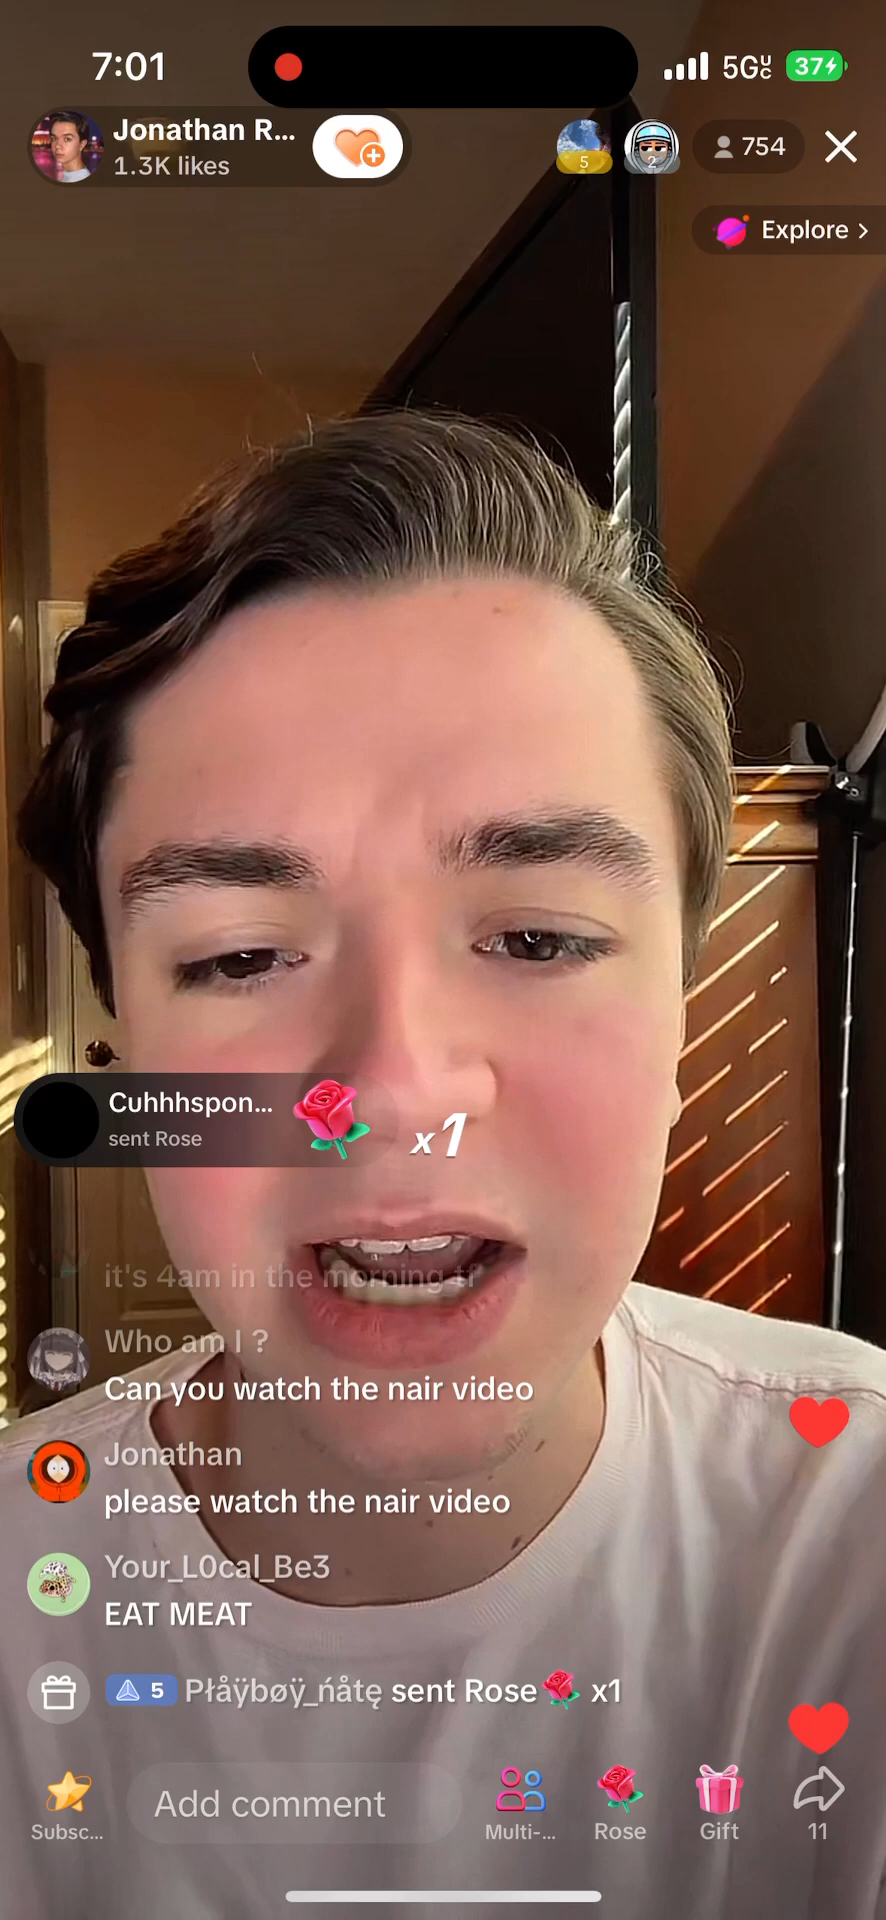 7:01
5GUC
37
Jonathan R...
1.3K likes
5
2
754
Explore >
Cuhhhspon...
sent Rose
x1
it's 4am in the morning tf
Who am I ?
Can you watch the nair video
Jonathan
please watch the nair video
Your_L0cal_Be3
EAT MEAT
5 Płåÿbøÿ_ńåtę sent Rose x1
Add comment
Subsc...
Multi-...
Rose
Gift
11